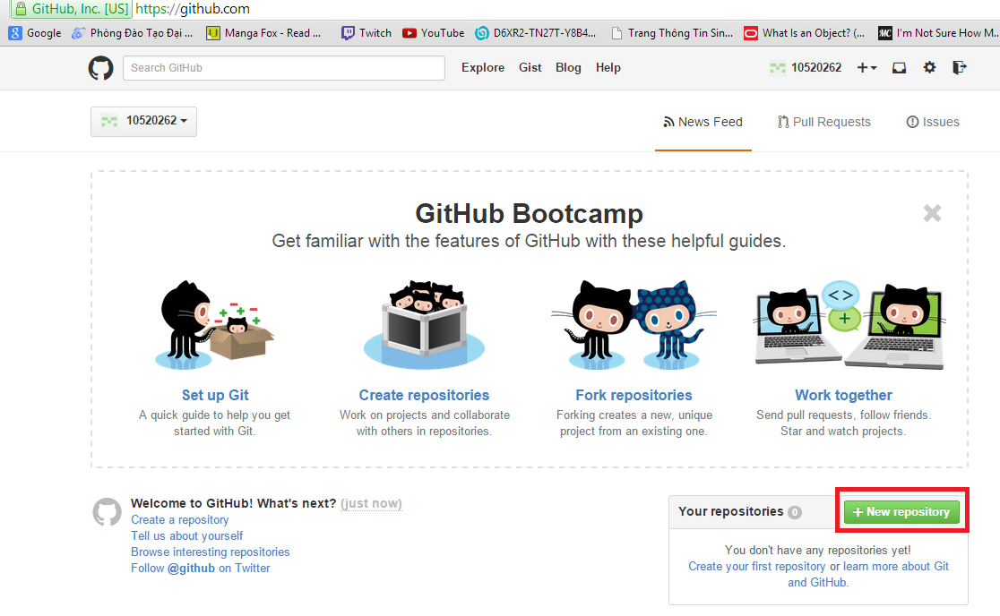 GitHub, Inc. [US] https://github.com
Google Phòng Đào Tạo Đại ... Manga Fox - Read ... Twitch YouTube D6XR2-TN27T-Y8B4... Trang Thông Tin Sin... What Is an Object? (... I'm Not Sure How M...
Search GitHub Explore Gist Blog Help 10520262
10520262 News Feed Pull Requests Issues
GitHub Bootcamp
Get familiar with the features of GitHub with these helpful guides.
Set up Git
A quick guide to help you get
started with Git.
Create repositories
Work on projects and collaborate
with others in repositories.
Fork repositories
Forking creates a new, unique
project from an existing one.
Work together
Send pull requests, follow friends.
Star and watch projects.
Welcome to GitHub! What's next? (just now)
Create a repository
Tell us about yourself
Browse interesting repositories
Follow @github on Twitter
Your repositories 0 + New repository
You don't have any repositories yet!
Create your first repository or learn more about Git
and GitHub.